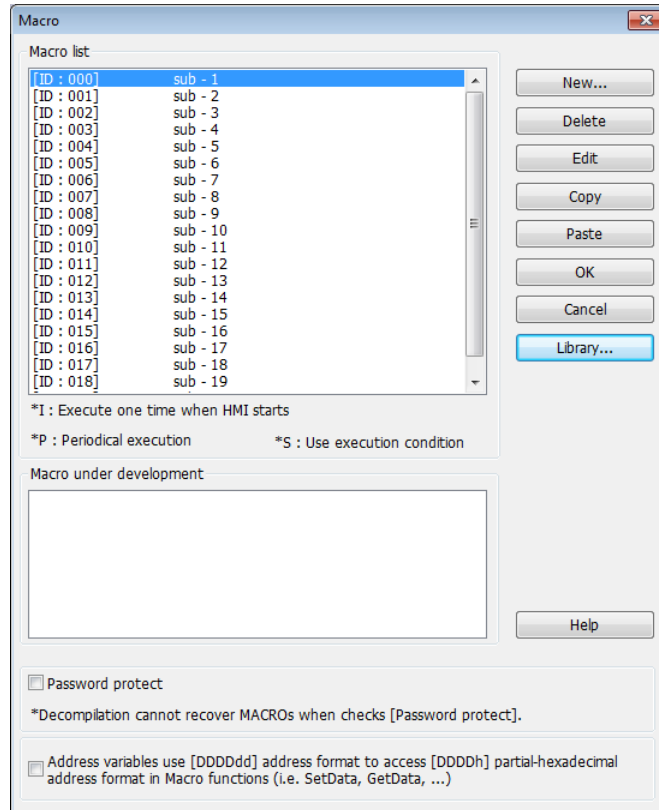 Macro
Macro list
[ID : 000] sub - 1
[ID : 001] sub - 2
[ID : 002] sub - 3
[ID : 003] sub - 4
[ID : 004] sub - 5
[ID : 005] sub - 6
[ID : 006] sub - 7
[ID : 007] sub - 8
[ID : 008] sub - 9
[ID : 009] sub - 10
[ID : 010] sub - 11
[ID : 011] sub - 12
[ID : 012] sub - 13
[ID : 013] sub - 14
[ID : 014] sub - 15
[ID : 015] sub - 16
[ID : 016] sub - 17
[ID : 017] sub - 18
[ID : 018] sub - 19
*I : Execute one time when HMI starts
*P : Periodical execution *S : Use execution condition
New...
Delete
Edit
Copy
Paste
OK
Cancel
Library...
Macro under development
Help
Password protect
*Decompilation cannot recover MACROs when checks [Password protect].
Address variables use [DDDDdd] address format to access [DDDDh] partial-hexadecimal
address format in Macro functions (i.e. SetData, GetData, ...)